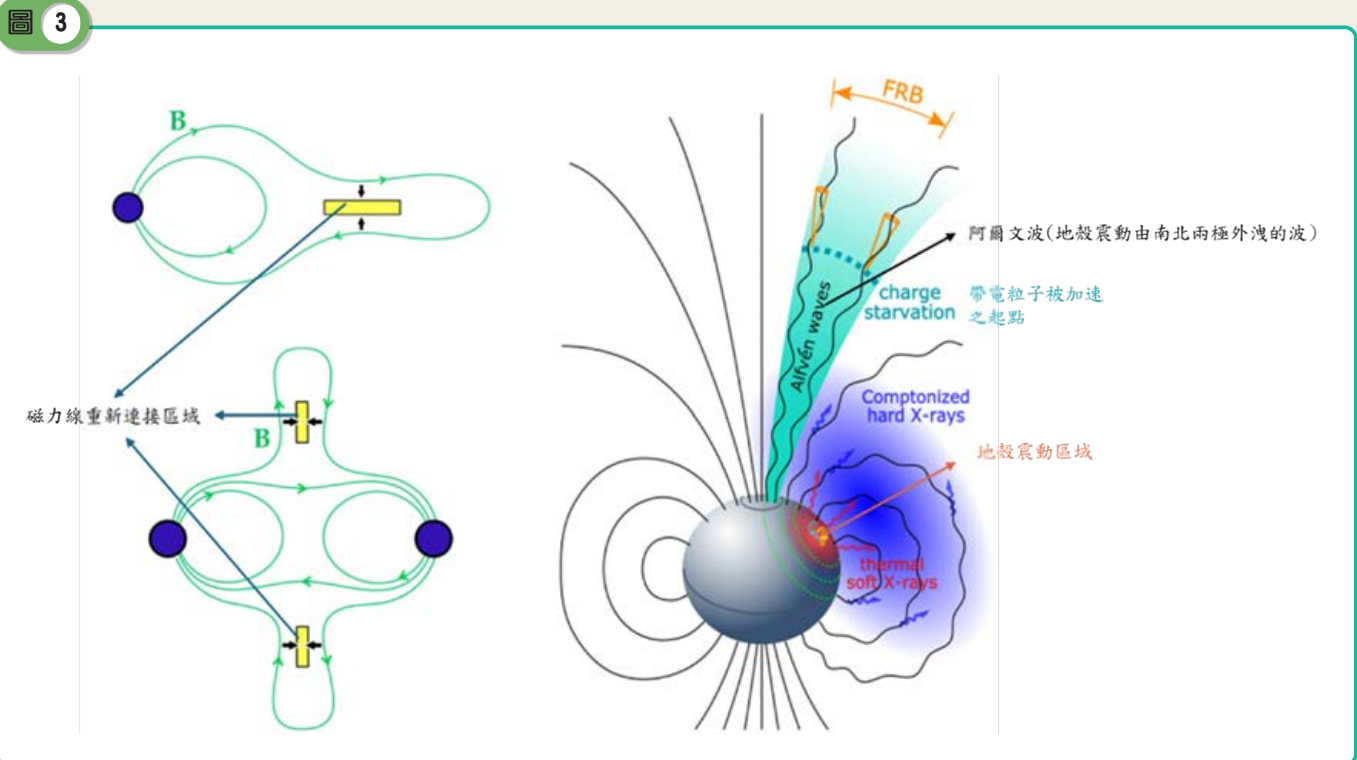 圖 3
B
磁力線重新連接區域
B
FRB
阿爾文波(地殼震動由南北兩極外洩的波)
Alfvén waves
charge
starvation
帶電粒子被加速
之起點
Comptonized
hard X-rays
地殼震動區域
thermal
soft X-rays